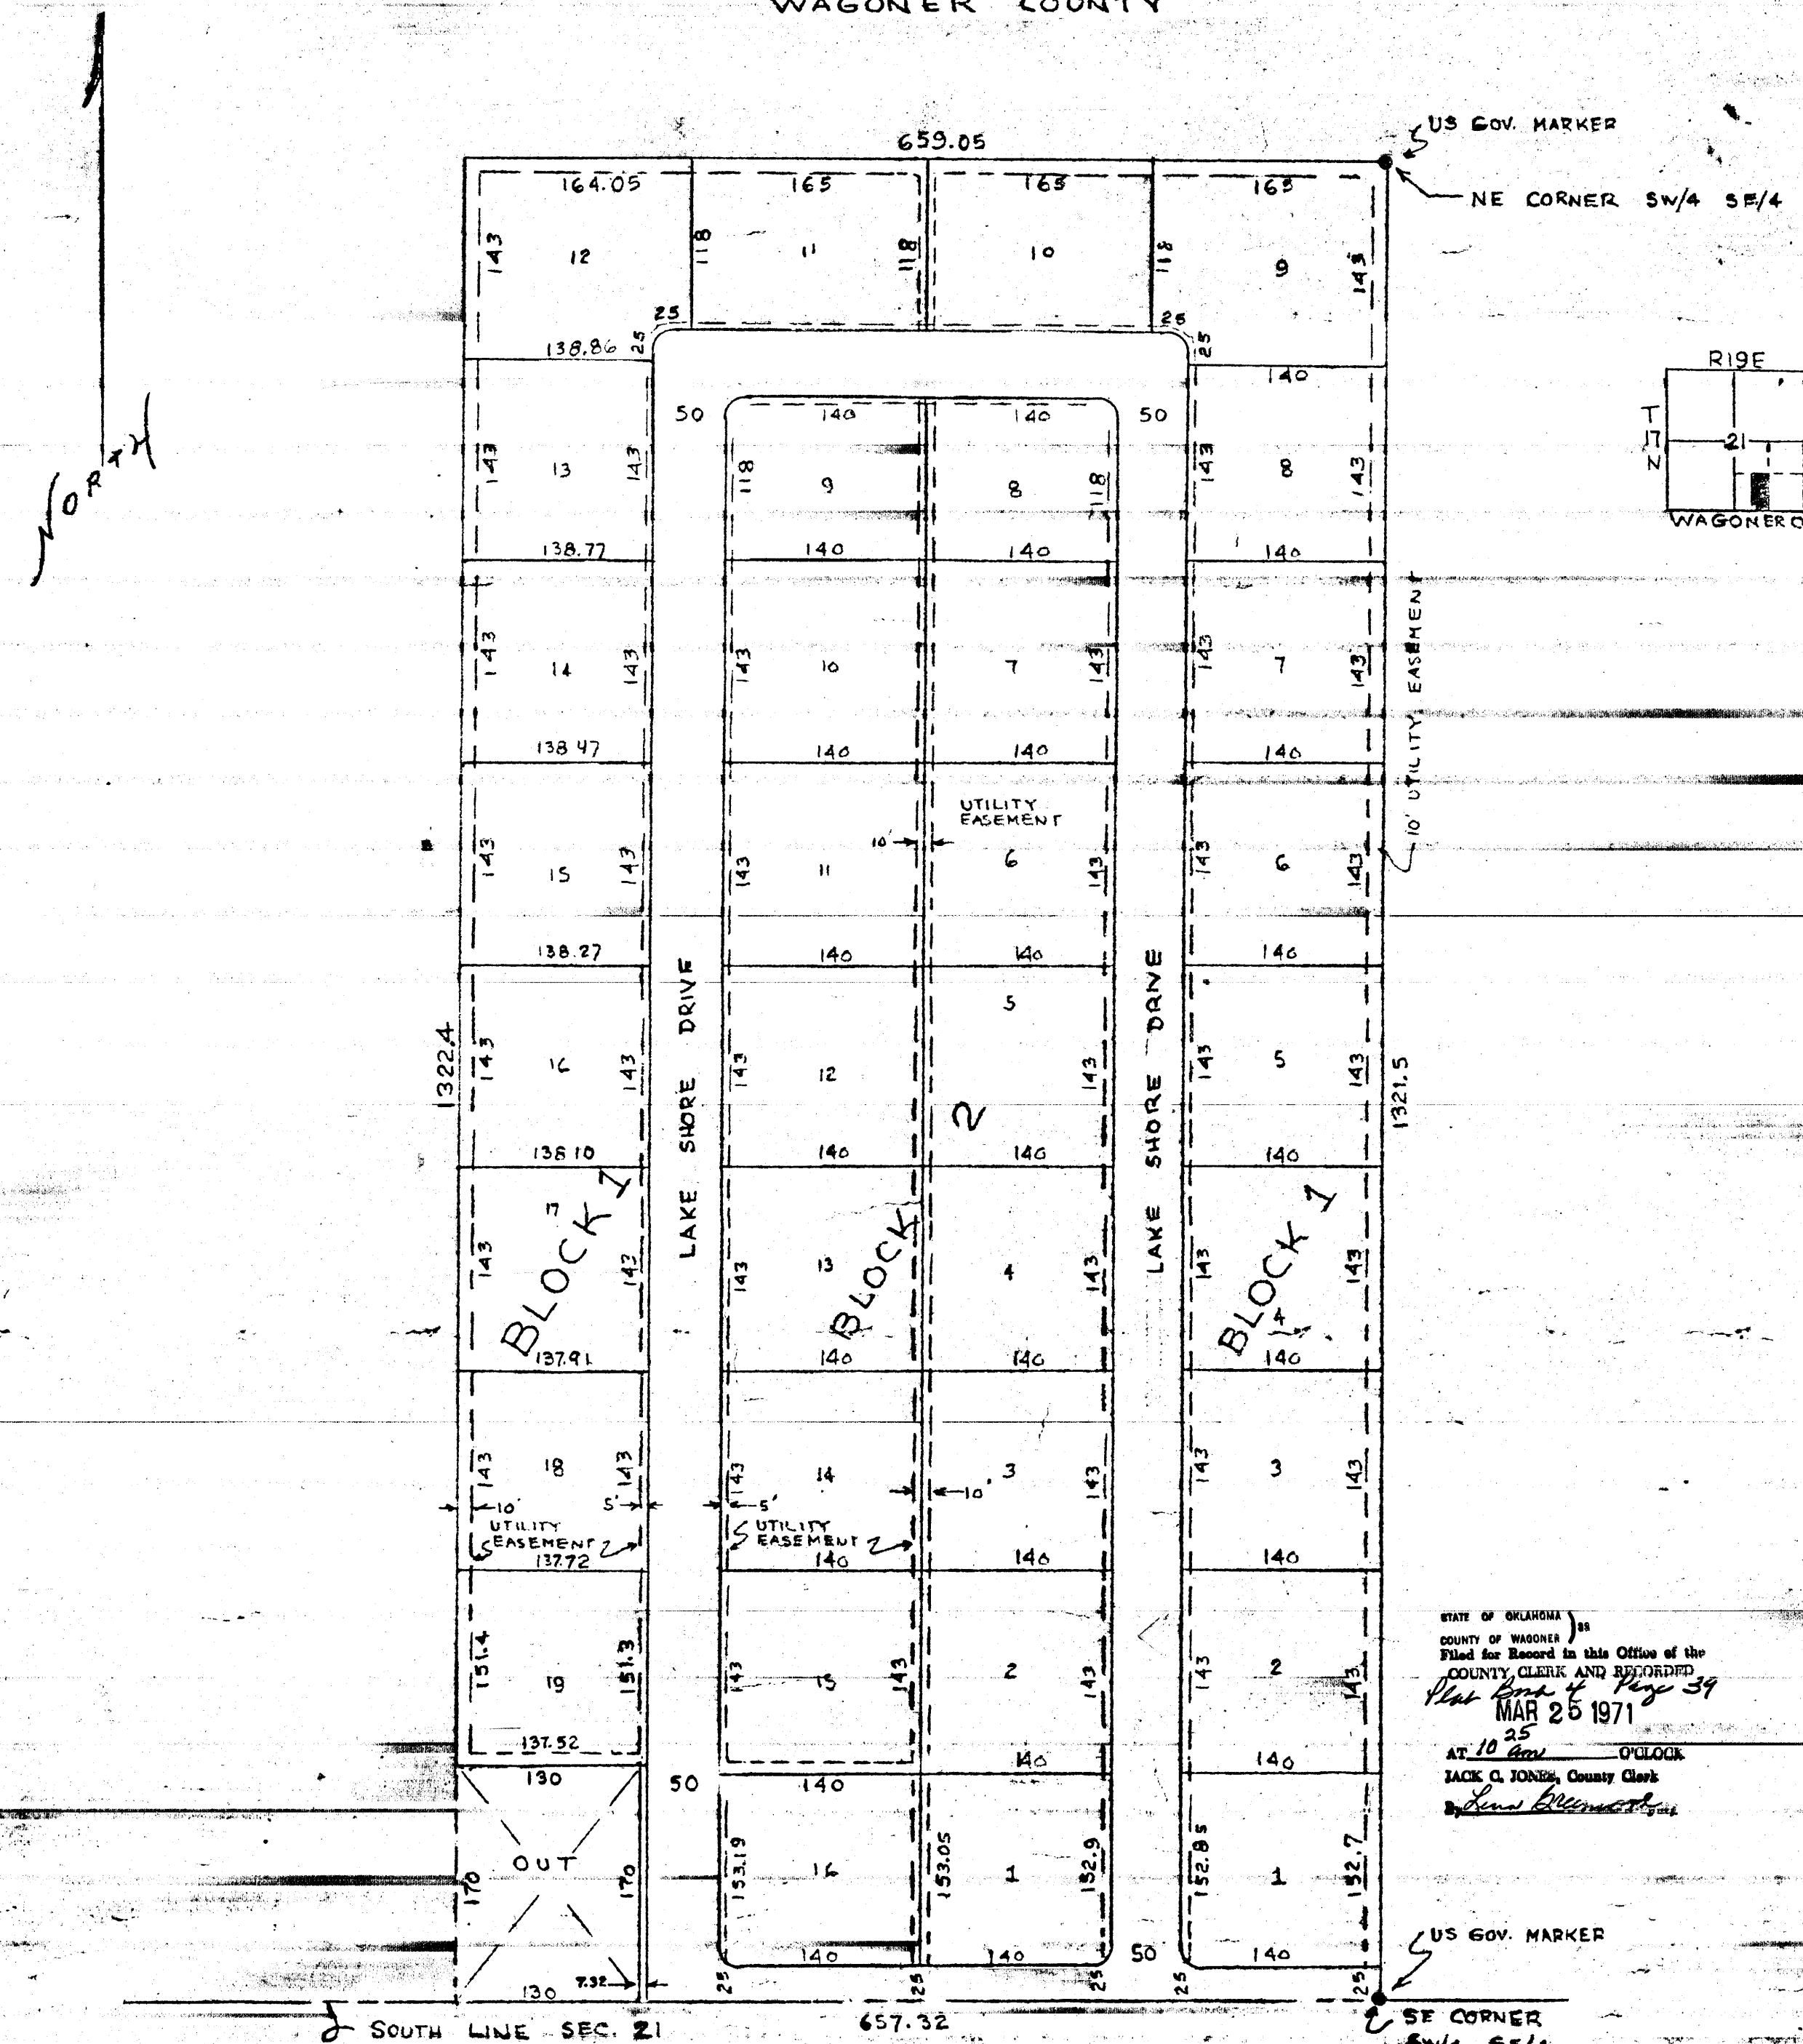 WAGONER COUNTY
US GOV. MARKER
659.05
164.05 165 165 165
NE CORNER SW/4 SE/4
143 12 118 11 118 10 118 9 143
25 25
138.86 25 25 140
R19E
50 140 140 50
T17N
21
143 13 143 118 9 8 118 143 8 143
WAGONER
NORTH
138.77 140 140 140
143 14 143 143 10 7 143 143 7 143
10' UTILITY EASEMENT
138.47 140 140 140
UTILITY
EASEMENT
10'
143 15 143 143 11 6 143 143 6 143
138.27 140 140 140
LAKE SHORE DRIVE
LAKE SHORE DRIVE
1322.4
1321.5
143 16 143 143 12 5 143 143 5 143
138.10 140 140 140
BLOCK 1
BLOCK 2
BLOCK 1
143 17 143 143 13 4 143 143 4 143
137.91 140 140 140
143 18 143 143 14 3 143 143 3 143
10' 5' 5' 10'
UTILITY
EASEMENT
UTILITY
EASEMENT
137.72 140 140 140
151.4 19 151.3 143 15 143 2 143 143 2 143
137.52 140 140
130 50 140
STATE OF OKLAHOMA } SS
COUNTY OF WAGONER
Filed for Record in this Office of the
COUNTY CLERK AND RECORDED
Plat Book 4 Page 39
MAR 25 1971
AT 10 25 am O'CLOCK
JACK C. JONES, County Clerk
By
170 OUT 170 153.19 16 153.05 1 152.9 152.85 1 152.7
US GOV. MARKER
140 140 50 140
130 7.32 25 25 25 25 25
SOUTH LINE SEC. 21
657.32
SE CORNER
SW/4 SE/4